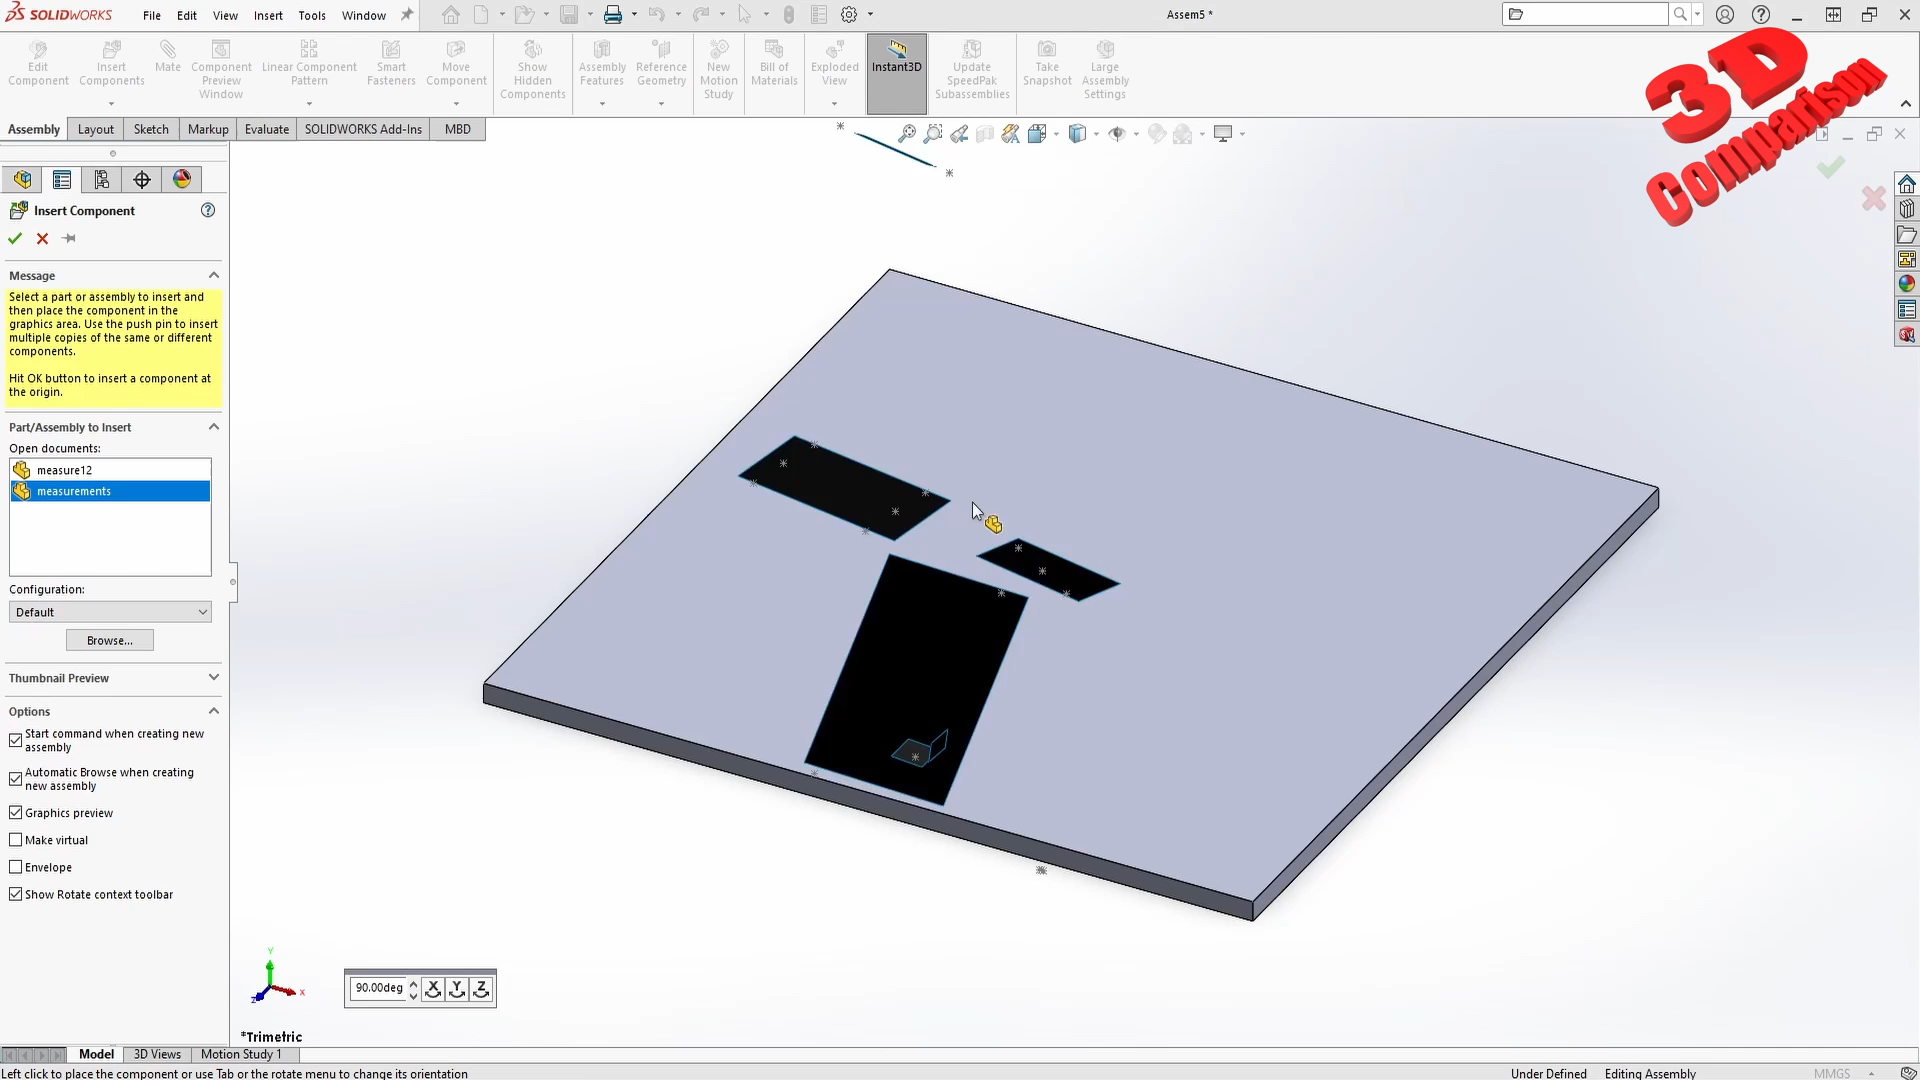 SOLIDWORKS
File
Edit
View
Insert
Tools
Window
Assem5 *
Edit
Component
Insert
Components
Mate
Component
Preview
Window
Linear Component
Pattern
Smart
Fasteners
Move
Component
Show
Hidden
Components
Assembly
Features
Reference
Geometry
New
Motion
Study
Bill of
Materials
Exploded
View
Instant3D
Update
SpeedPak
Subassemblies
Take
Snapshot
Large
Assembly
Settings
3D
Comparison
Assembly
Layout
Sketch
Markup
Evaluate
SOLIDWORKS Add-Ins
MBD
Insert Component
Message
Select a part or assembly to insert and
then place the component in the
graphics area. Use the push pin to insert
multiple copies of the same or different
components.
Hit OK button to insert a component at
the origin.
Part/Assembly to Insert
Open documents:
measure12
measurements
Configuration:
Default
Browse...
Thumbnail Preview
Options
Start command when creating new
assembly
Automatic Browse when creating
new assembly
Graphics preview
Make virtual
Envelope
Show Rotate context toolbar
Y
X
Z
90.00deg
X
Y
Z
*Trimetric
Model
3D Views
Motion Study 1
Left click to place the component or use Tab or the rotate menu to change its orientation
Under Defined
Editing Assembly
MMGS